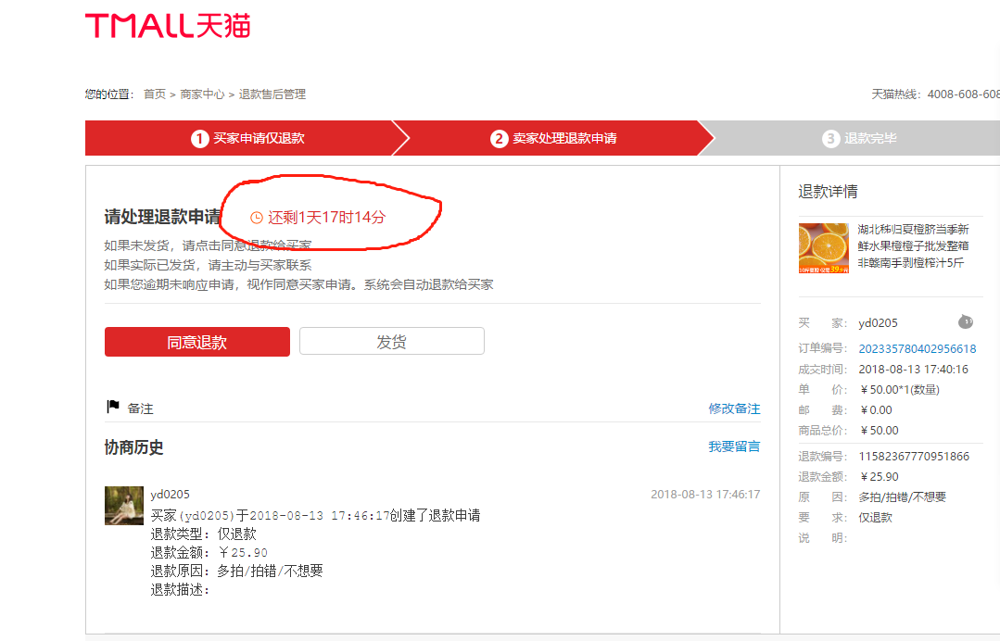 TMALL天猫
您的位置： 首页 > 商家中心 > 退款售后管理
天猫热线：4008-608-608
1 买家申请仅退款
2 卖家处理退款申请
3 退款完毕
请处理退款申请 还剩1天17时14分
如果未发货，请点击同意退款给买家
如果实际已发货，请主动与买家联系
如果您逾期未响应申请，视作同意买家申请。系统会自动退款给买家
同意退款
发货
备注
修改备注
协商历史
我要留言
yd0205
2018-08-13 17:46:17
买家(yd0205)于2018-08-13 17:46:17创建了退款申请
退款类型：仅退款
退款金额：￥25.90
退款原因：多拍/拍错/不想要
退款描述：
退款详情
湖北秭归夏橙脐当季新
鲜水果橙橙子批发整箱
非赣南手剥橙榨汁5斤
买 家： yd0205
订单编号： 202335780402956618
成交时间： 2018-08-13 17:40:16
单 价： ￥50.00*1(数量)
邮 费： ￥0.00
商品总价： ￥50.00
退款编号： 11582367770951866
退款金额： ￥25.90
原 因： 多拍/拍错/不想要
要 求： 仅退款
说 明：